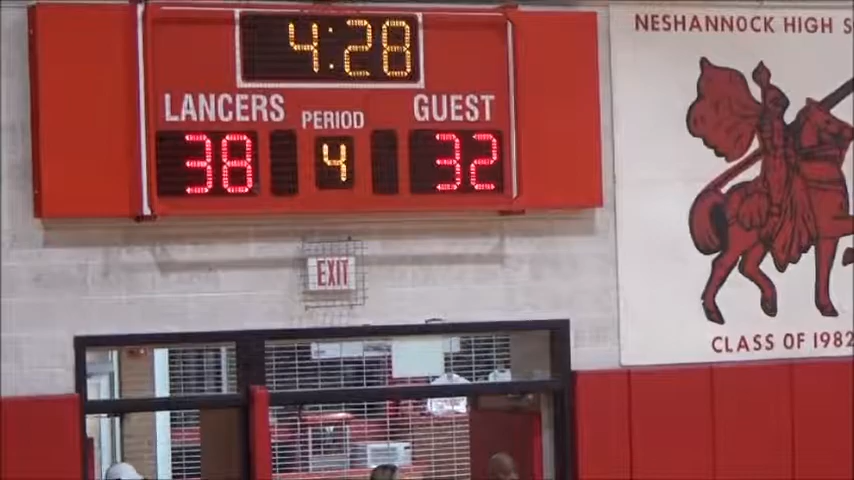 4:28
LANCERS PERIOD GUEST
38 4 32
EXIT
NESHANNOCK HIGH S
CLASS OF 1982